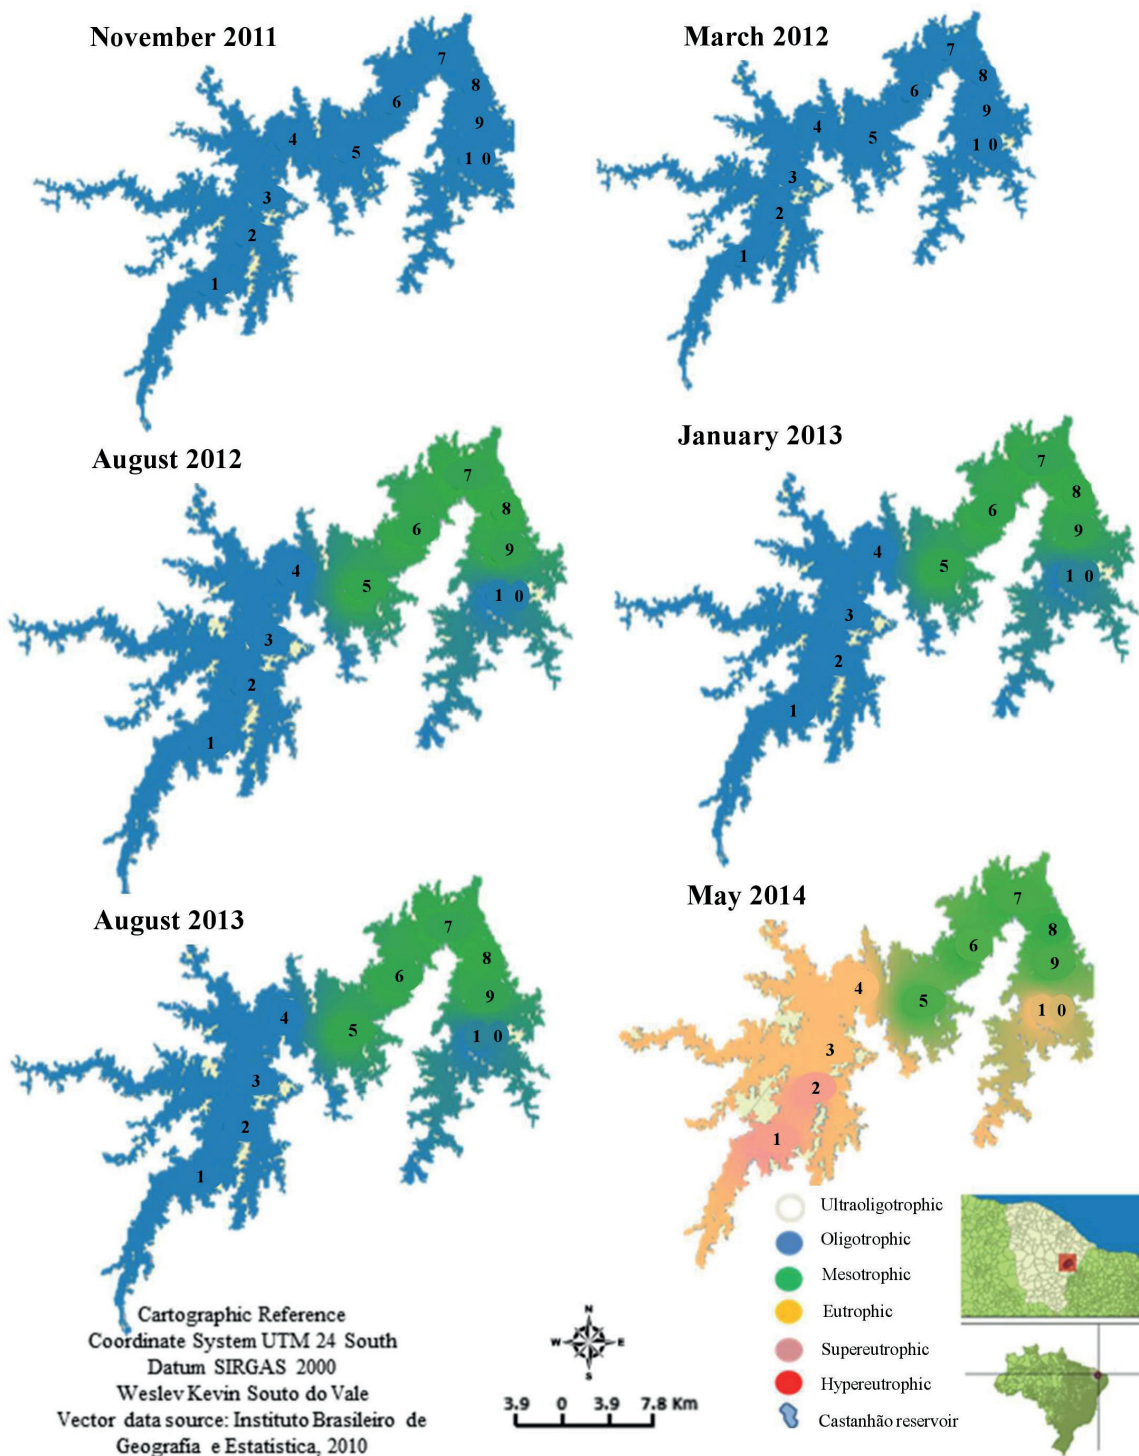 November 2011
7
8
6
9
4
5
1 0
3
2
1
March 2012
7
8
6
9
4
5
1 0
3
2
1
August 2012
7
8
6
9
4
5
1 0
3
2
1
January 2013
7
8
6
9
4
5
1 0
3
2
1
August 2013
7
8
6
9
4
5
1 0
3
2
1
May 2014
7
8
6
9
4
5
1 0
3
2
1
Ultraoligotrophic
Oligotrophic
Mesotrophic
Eutrophic
Supereutrophic
Hypereutrophic
Castanhão reservoir
Cartographic Reference
Coordinate System UTM 24 South
Datum SIRGAS 2000
Weslev Kevin Souto do Vale
Vector data source: Instituto Brasileiro de
Geografia e Estatistica, 2010
N
W E
S
3.9 0 3.9 7.8 Km